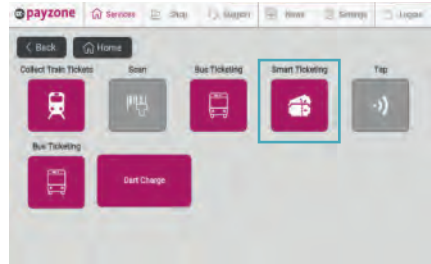 payzone Services Shop Support News Settings Logout
< Back Home
Collect Train Tickets Scan Bus Ticketing Smart Ticketing Tap
Bus Ticketing
Dart Charge